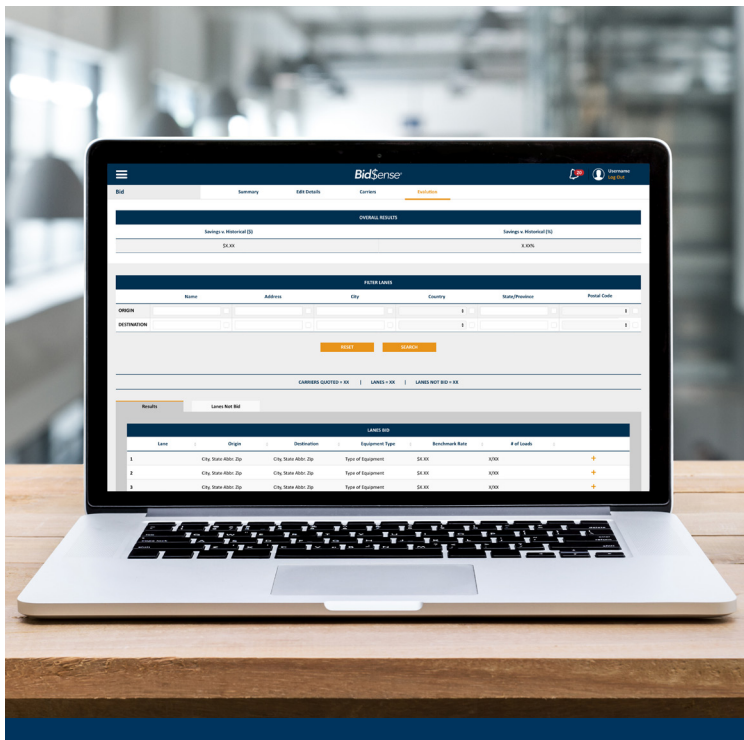 Bid$ense
20
Username
Log Out
Bid Summary Edit Details Carriers Evaluation
OVERALL RESULTS
Savings v. Historical ($) Savings v. Historical (%)
$X.XX X.XX%
FILTER LANES
Name Address City Country State/Province Postal Code
ORIGIN
DESTINATION
RESET SEARCH
CARRIERS QUOTED = XX | LANES = XX | LANES NOT BID = XX
Results Lanes Not Bid
LANES BID
Lane Origin Destination Equipment Type Benchmark Rate # of Loads
1 City, State Abbr. Zip City, State Abbr. Zip Type of Equipment $X.XX X/XX +
2 City, State Abbr. Zip City, State Abbr. Zip Type of Equipment $X.XX X/XX +
3 City, State Abbr. Zip City, State Abbr. Zip Type of Equipment $X.XX X/XX +